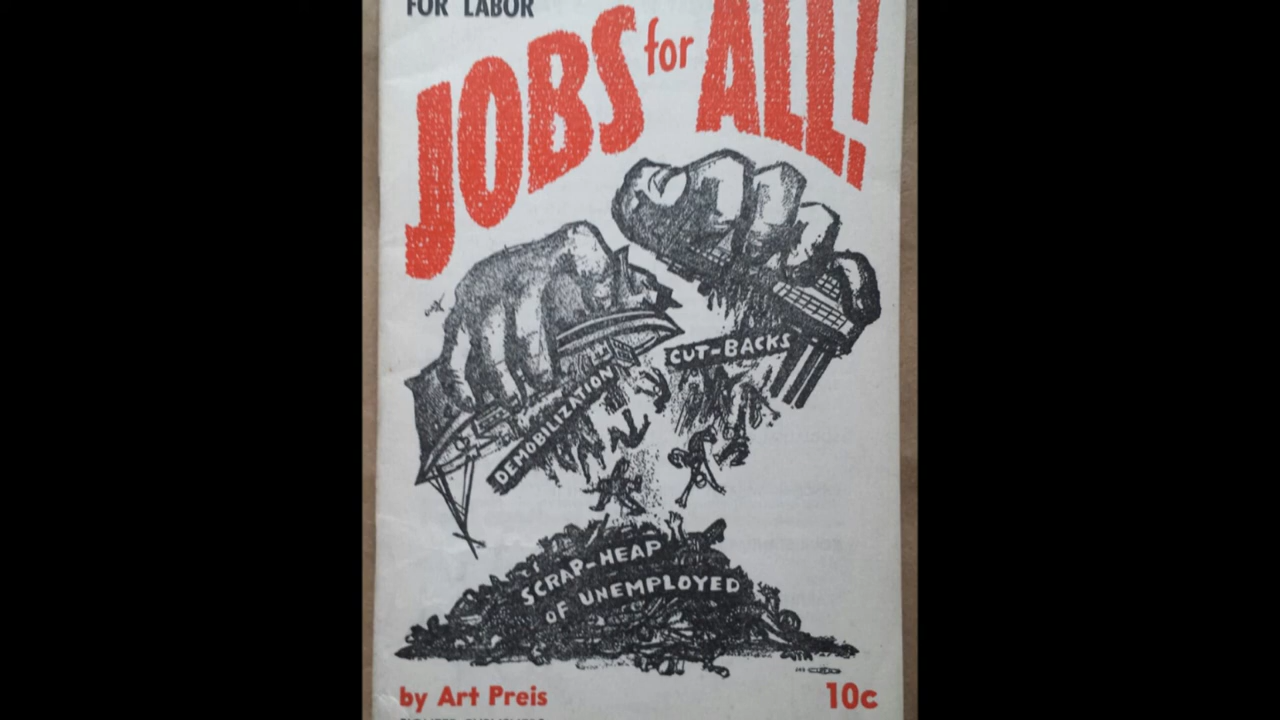 FOR LABOR
JOBS for ALL!
CUT-BACKS
DEMOBILIZATION
SCRAP-HEAP
OF UNEMPLOYED
by Art Preis
10c